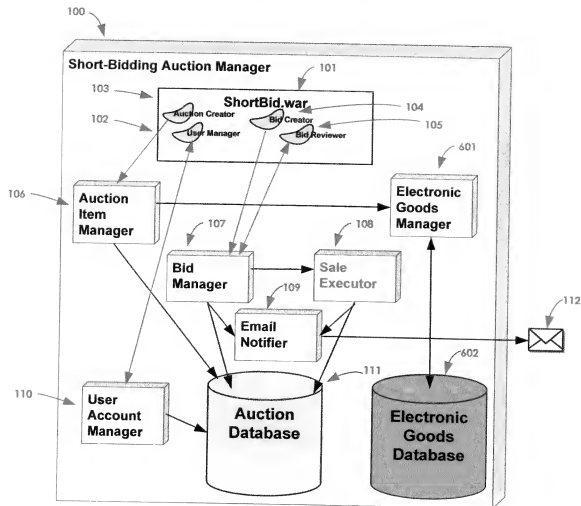 100
Short-Bidding Auction Manager
101
103
ShortBid.war
104
Auction Creator
Bid Creator
102
User Manager
Bid Reviewer
105
601
106
Auction
Item
Manager
Electronic
Goods
Manager
107
108
Bid
Manager
Sale
Executor
109
112
Email
Notifier
602
111
110
User
Account
Manager
Auction
Database
Electronic
Goods
Database